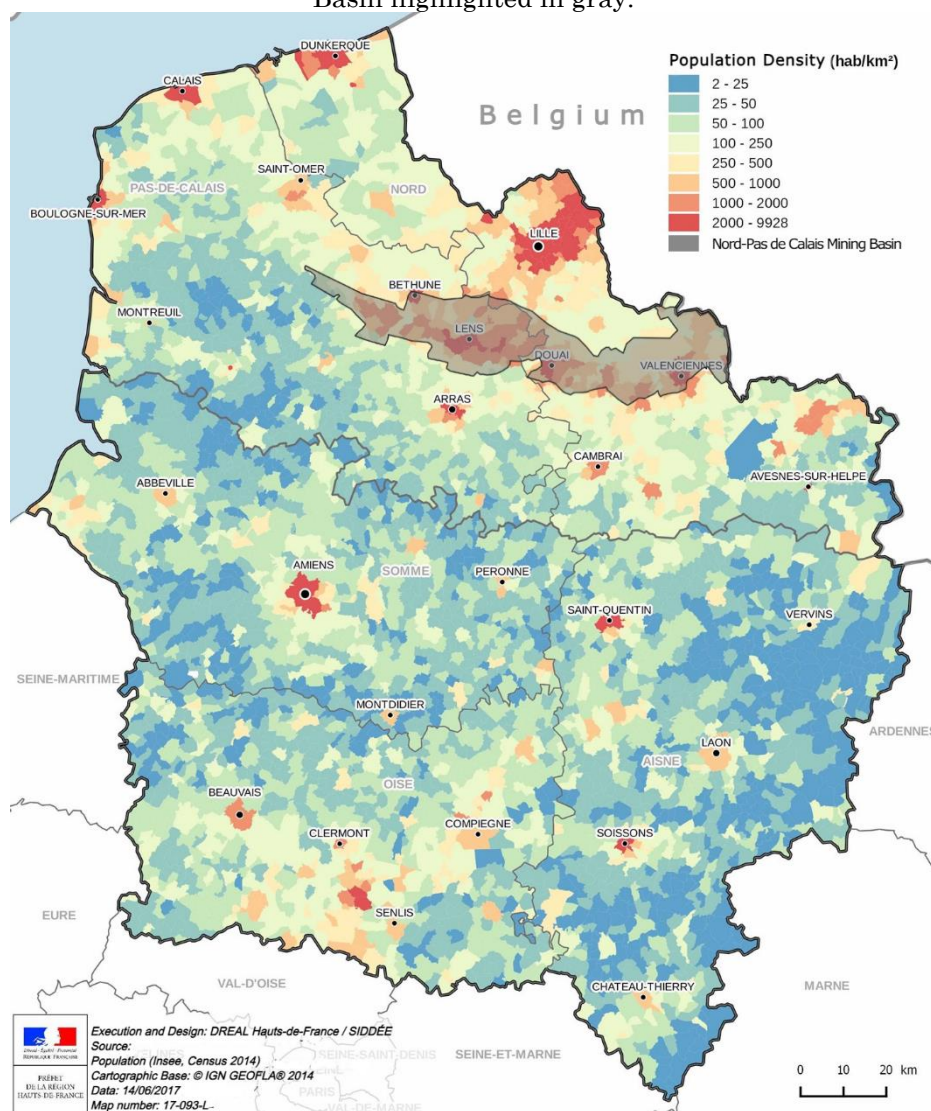 Basin highlighted in gray.
DUNKERQUE
CALAIS
Population Density (hab/km²)
2 - 25
25 - 50
50 - 100
100 - 250
250 - 500
500 - 1000
1000 - 2000
2000 - 9928
Nord-Pas de Calais Mining Basin
Belgium
SAINT-OMER
PAS-DE-CALAIS
NORD
BOULOGNE-SUR-MER
LILLE
BETHUNE
MONTREUIL
LENS
DOUAI
VALENCIENNES
ARRAS
CAMBRAI
AVESNES-SUR-HELPE
ABBEVILLE
AMIENS
SOMME
PERONNE
SAINT-QUENTIN
VERVINS
SEINE-MARITIME
MONTDIDIER
ARDENNES
LAON
AISNE
OISE
BEAUVAIS
CLERMONT
COMPIEGNE
SOISSONS
EURE
SENLIS
VAL-D'OISE
CHATEAU-THIERRY
MARNE
Liberté • Égalité • Fraternité
RÉPUBLIQUE FRANÇAISE
PRÉFET
DE LA RÉGION
HAUTS-DE-FRANCE
Execution and Design: DREAL Hauts-de-France / SIDDÉE
Source:
Population (Insee, Census 2014)
Cartographic Base: © IGN GEOFLA® 2014
Data: 14/06/2017
Map number: 17-093-L
SEINE-SAINT-DENIS
PARIS
VAL-DE-MARNE
SEINE-ET-MARNE
0 10 20 km